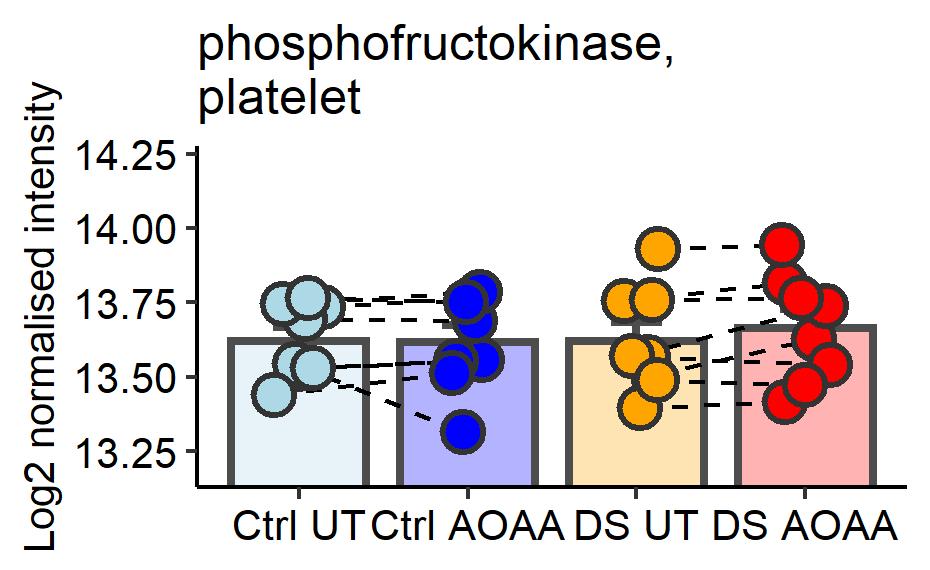 phosphofructokinase,
platelet
Log2 normalised intensity
14.25
14.00
13.75
13.50
13.25
Ctrl UT Ctrl AOAA DS UT DS AOAA